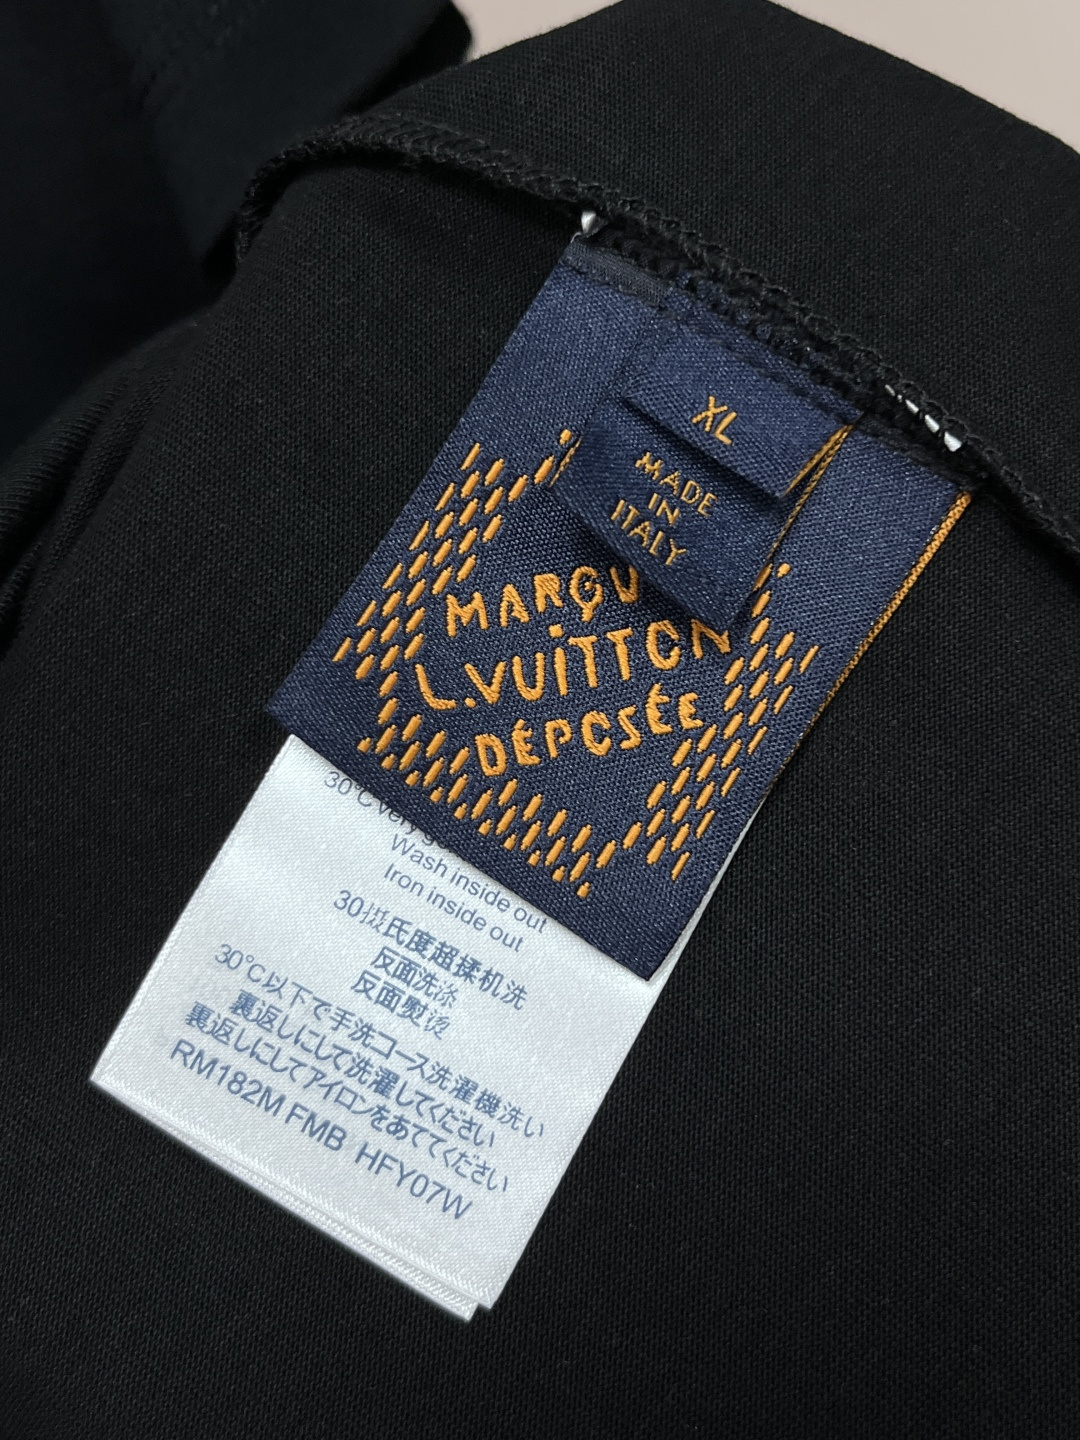 XL
MADE
IN
ITALY
MARQU
L.VUITTON
DÉPOSÉE
30°C very
Wash inside out
Iron inside out
30摄氏度超揉机洗
反面洗涤
反面熨烫
30°C以下で手洗コース洗濯機洗い
裏返しにして洗濯してください
裏返しにしてアイロンをあててください
RM182M FMB HFY07W